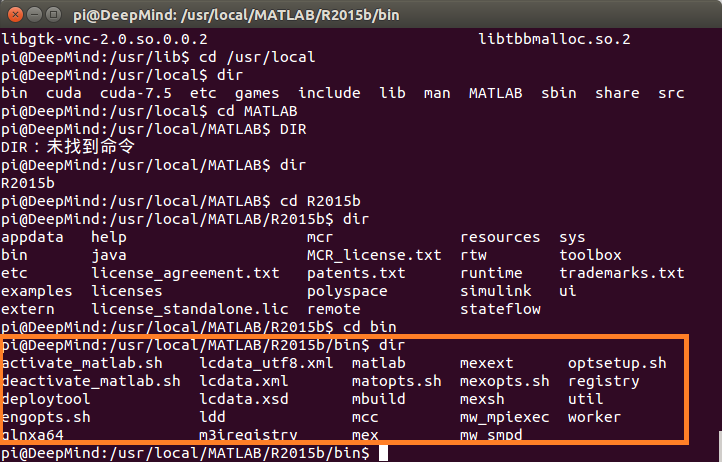 pi@DeepMind: /usr/local/MATLAB/R2015b/bin
libgtk-vnc-2.0.so.0.0.2 libtbbmalloc.so.2
pi@DeepMind:/usr/lib$ cd /usr/local
pi@DeepMind:/usr/local$ dir
bin cuda cuda-7.5 etc games include lib man MATLAB sbin share src
pi@DeepMind:/usr/local$ cd MATLAB
pi@DeepMind:/usr/local/MATLAB$ DIR
DIR：未找到命令
pi@DeepMind:/usr/local/MATLAB$ dir
R2015b
pi@DeepMind:/usr/local/MATLAB$ cd R2015b
pi@DeepMind:/usr/local/MATLAB/R2015b$ dir
appdata help mcr resources sys
bin java MCR_license.txt rtw toolbox
etc license_agreement.txt patents.txt runtime trademarks.txt
examples licenses polyspace simulink ui
extern license_standalone.lic remote stateflow
pi@DeepMind:/usr/local/MATLAB/R2015b$ cd bin
pi@DeepMind:/usr/local/MATLAB/R2015b/bin$ dir
activate_matlab.sh lcdata_utf8.xml matlab mexext optsetup.sh
deactivate_matlab.sh lcdata.xml matopts.sh mexopts.sh registry
deploytool lcdata.xsd mbuild mexsh util
engopts.sh ldd mcc mw_mpiexec worker
glnxa64 m3iregistry mex mw_smpd
pi@DeepMind:/usr/local/MATLAB/R2015b/bin$